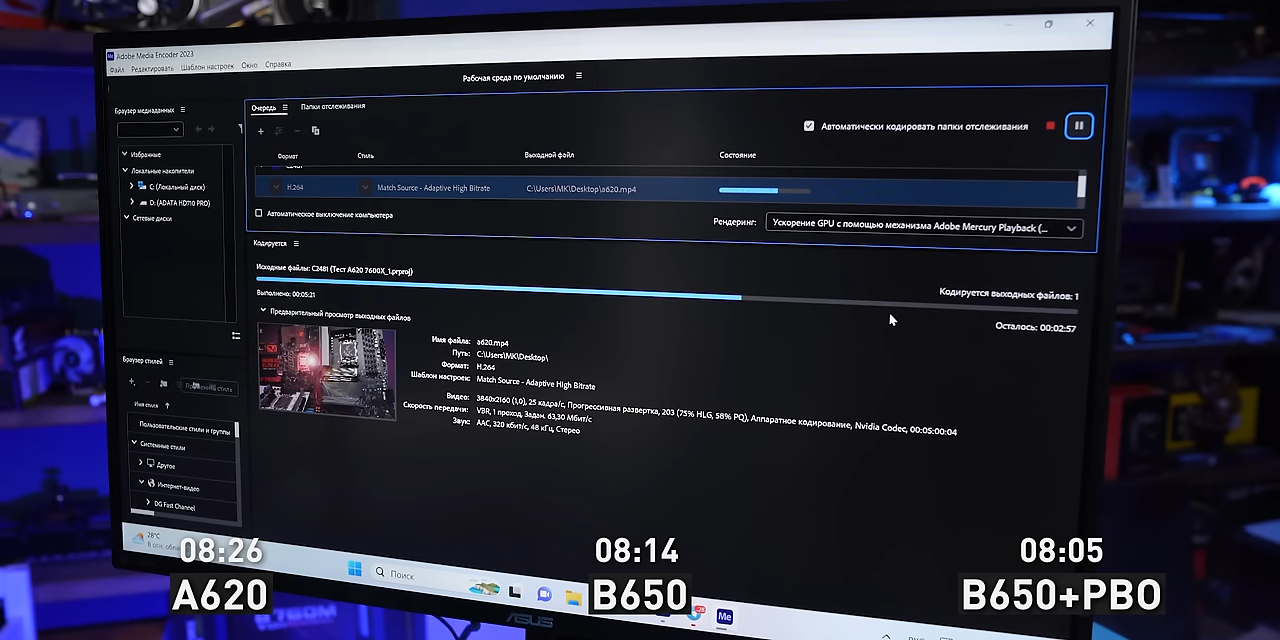 Adobe Media Encoder 2023
Файл Редактировать Шаблон настроек Окно Справка
Рабочая среда по умолчанию
Браузер медиаданных
Избранные
Локальные накопители
C: (Локальный диск)
D: (ADATA HD710 PRO)
Сетевые диски
Очередь Папки отслеживания
Автоматически кодировать папки отслеживания
Формат Стиль Выходной файл Состояние
H.264 Match Source - Adaptive High Bitrate C:\Users\MK\Desktop\a620.mp4
Автоматическое выключение компьютера
Рендеринг: Ускорение GPU с помощью механизма Adobe Mercury Playback (...
Кодируется
Исходные файлы: C2481 (Тест A620 7600X_1.prproj)
Кодируется выходных файлов: 1
Выполнено: 00:05:21
Осталось: 00:02:57
Предварительный просмотр выходных файлов
Имя файла: a620.mp4
Путь: C:\Users\MK\Desktop\
Формат: H.264
Шаблон настроек: Match Source - Adaptive High Bitrate
Видео: 3840x2160 (1,0), 25 кадра/с, Прогрессивная развертка, 203 (75% HLG, 58% PQ), Аппаратное кодирование, Nvidia Codec, 00:05:00:04
Скорость передачи: VBR, 1 проход, Задан. 63,30 Мбит/с
Звук: AAC, 320 кбит/с, 48 кГц, Стерео
Браузер стилей
Применить стиль
Имя стиля
Пользовательские стили и группы
Системные стили
Другое
Интернет-видео
DG Fast Channel
28°C
Поиск
Me
ASUS
08:26
A620
08:14
B650
08:05
B650+PBO